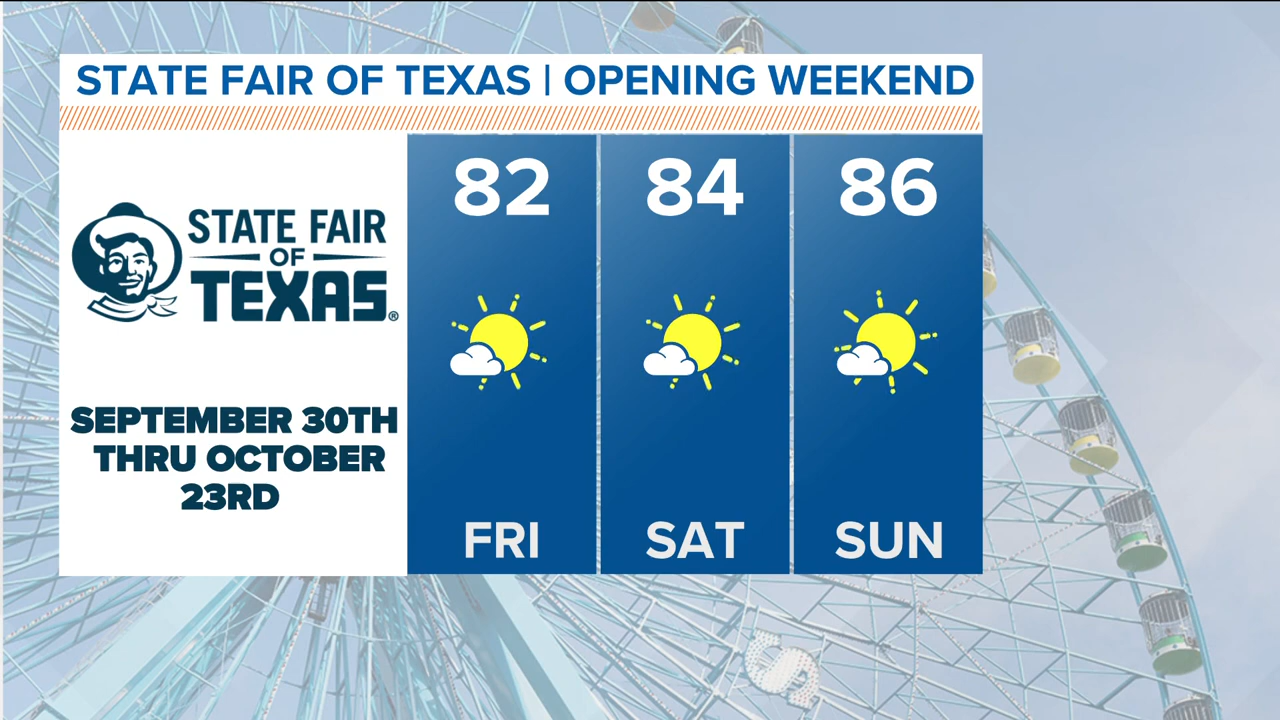 STATE FAIR OF TEXAS | OPENING WEEKEND
STATE FAIR
OF
TEXAS®
SEPTEMBER 30TH
THRU OCTOBER
23RD
82 84 86
FRI SAT SUN